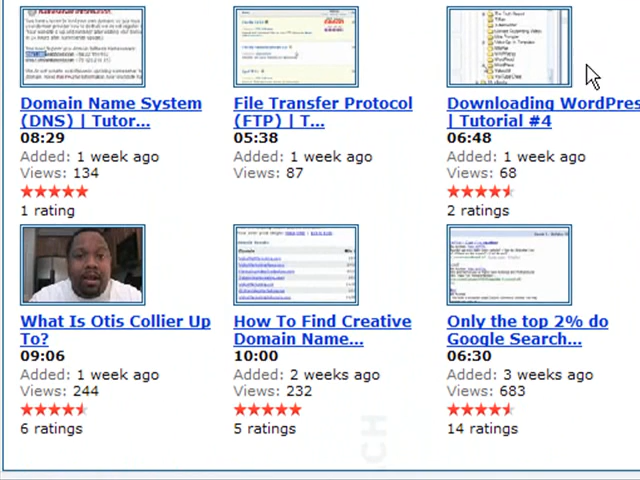 Domain Name System
(DNS) | Tutor...
08:29
Added: 1 week ago
Views: 134
1 rating
File Transfer Protocol
(FTP) | T...
05:38
Added: 1 week ago
Views: 87
Downloading WordPres
| Tutorial #4
06:48
Added: 1 week ago
Views: 68
2 ratings
What Is Otis Collier Up
To?
09:06
Added: 1 week ago
Views: 244
6 ratings
How To Find Creative
Domain Name...
10:00
Added: 2 weeks ago
Views: 232
5 ratings
Only the top 2% do
Google Search...
06:30
Added: 3 weeks ago
Views: 683
14 ratings
CH